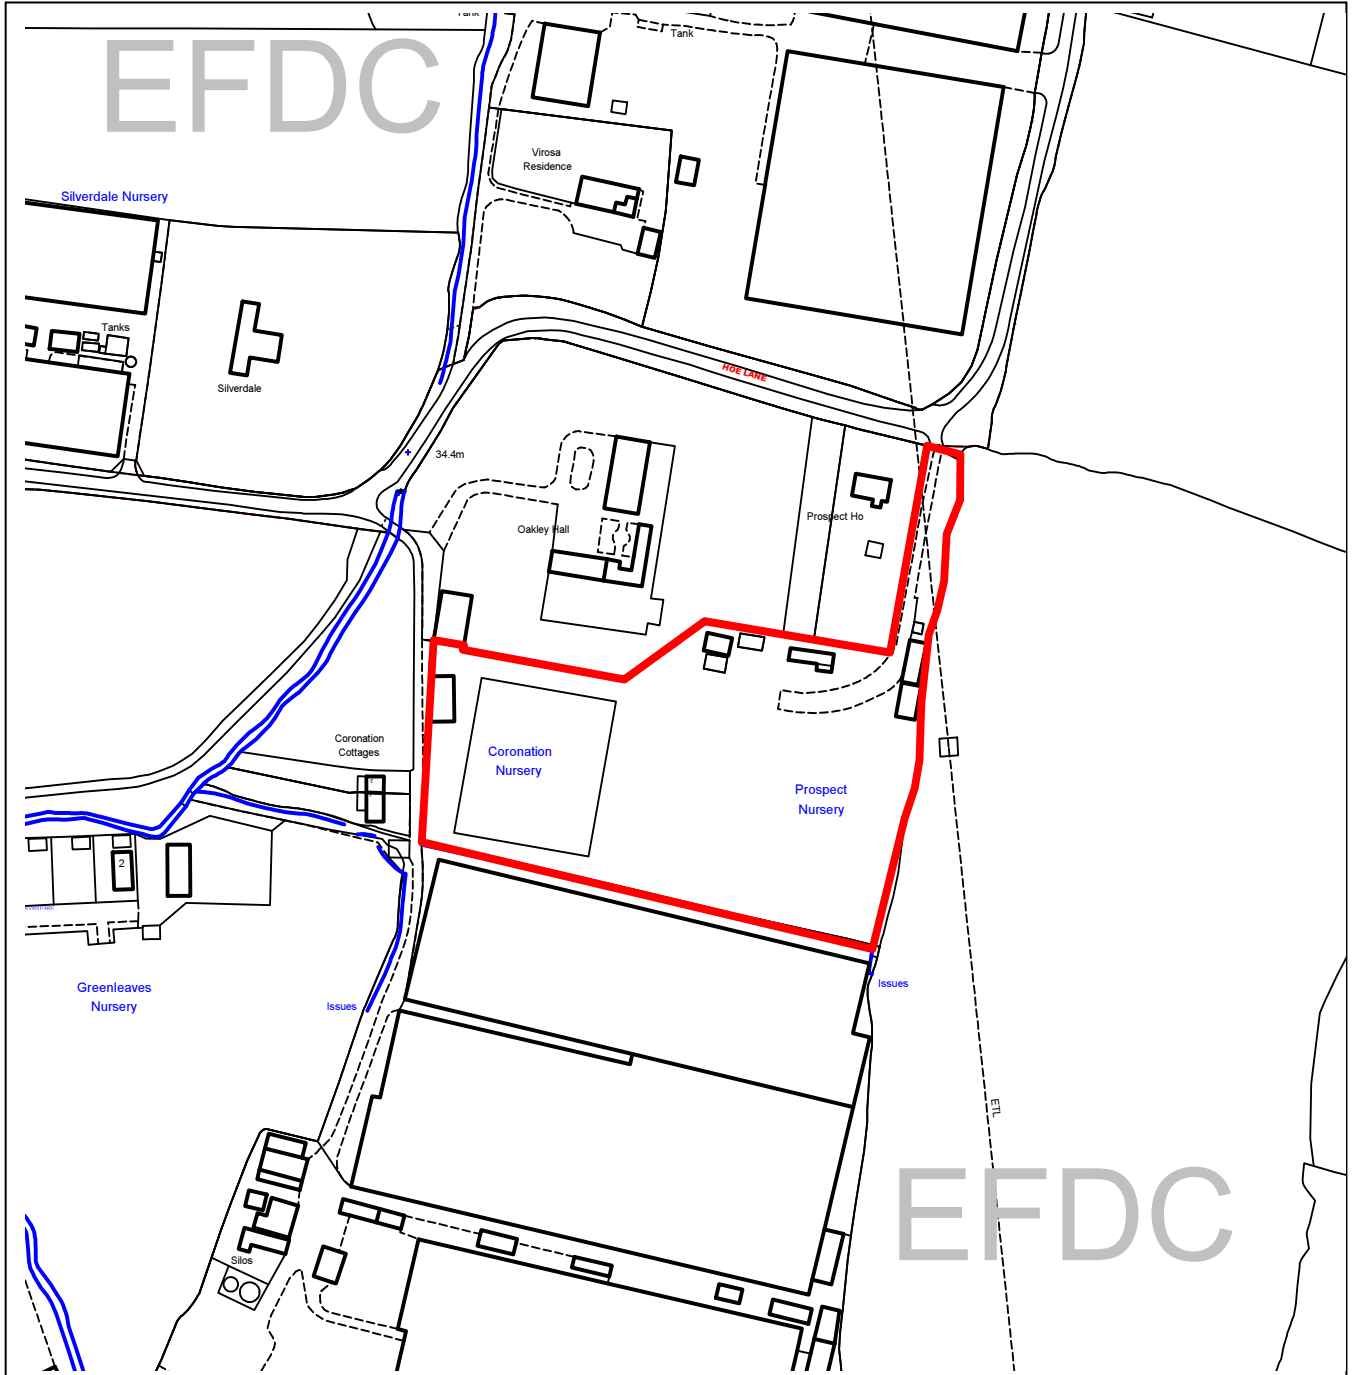 Tank
EFDC
Tank
Virosa
Residence
Silverdale Nursery
Tanks
Silverdale
HOE LANE
34.4m
Oakley Hall
Prospect Ho
Coronation
Cottages
Coronation
Nursery
Prospect
Nursery
2
Greenleaves
Nursery
Issues
Issues
ETL
EFDC
Silos